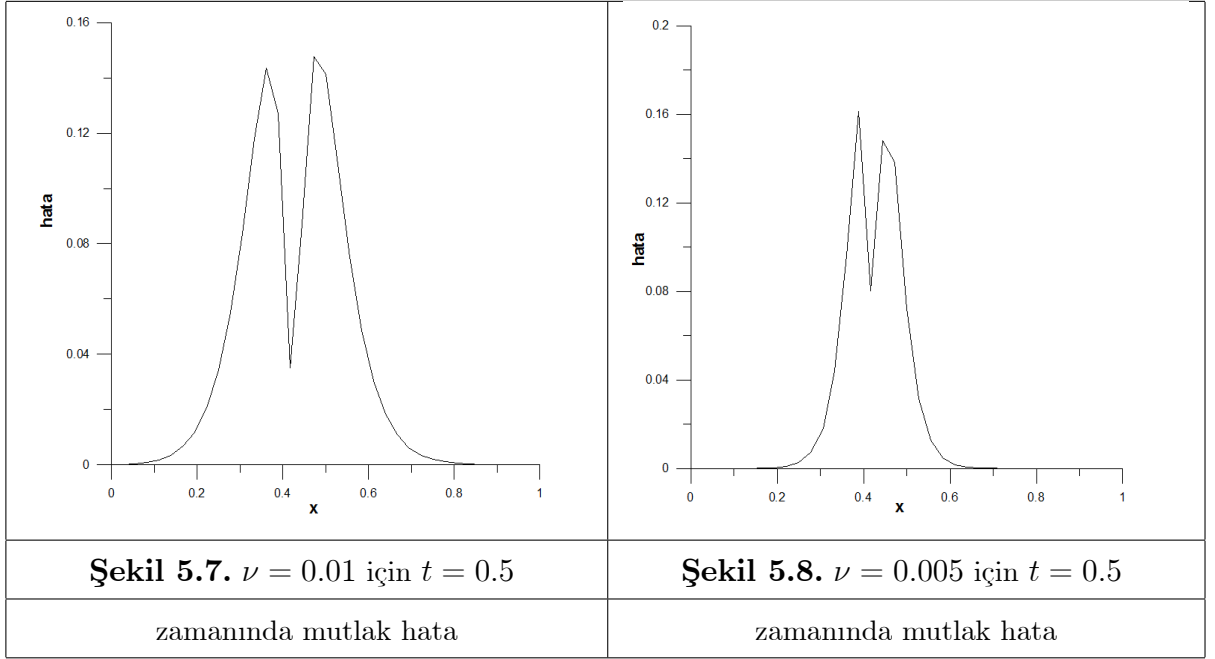 0.16
0.12
hata
0.08
0.04
0
0 0.2 0.4 0.6 0.8 1
x
0.2
0.16
0.12
hata
0.08
0.04
0
0 0.2 0.4 0.6 0.8 1
x
Şekil 5.7. ν = 0.01 için t = 0.5
Şekil 5.8. ν = 0.005 için t = 0.5
zamanında mutlak hata
zamanında mutlak hata